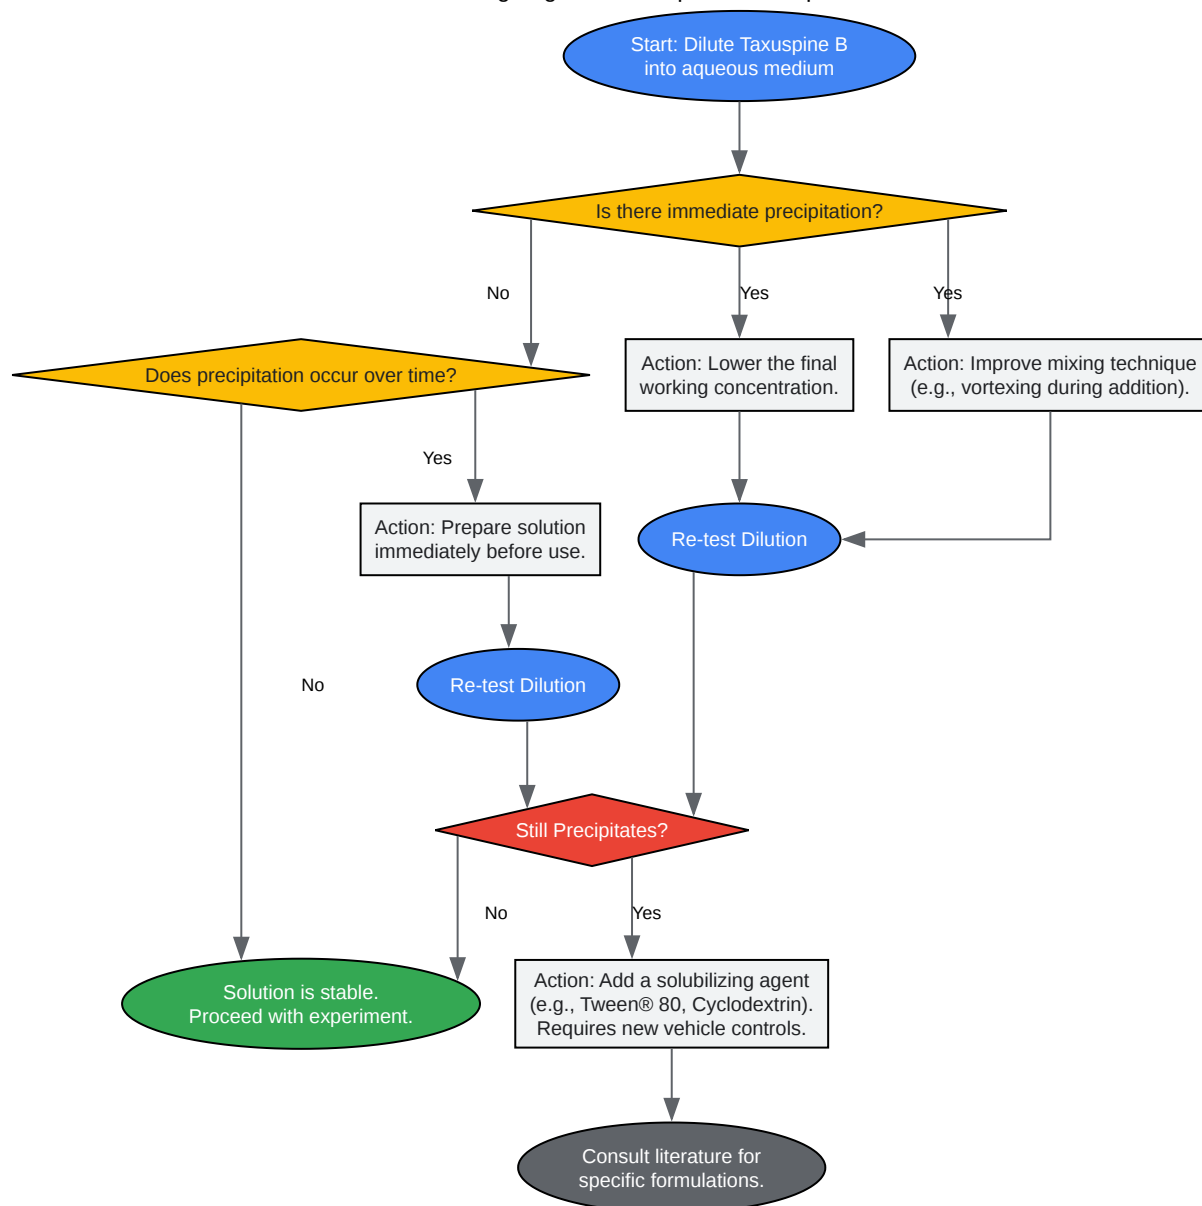 Start: Dilute Taxuspine B
into aqueous medium
Is there immediate precipitation?
No
Yes
Yes
Does precipitation occur over time?
Action: Lower the final
working concentration.
Action: Improve mixing technique
(e.g., vortexing during addition).
Yes
Action: Prepare solution
immediately before use.
Re-test Dilution
No
Re-test Dilution
Still Precipitates?
No
Yes
Solution is stable.
Proceed with experiment.
Action: Add a solubilizing agent
(e.g., Tween® 80, Cyclodextrin).
Requires new vehicle controls.
Consult literature for
specific formulations.